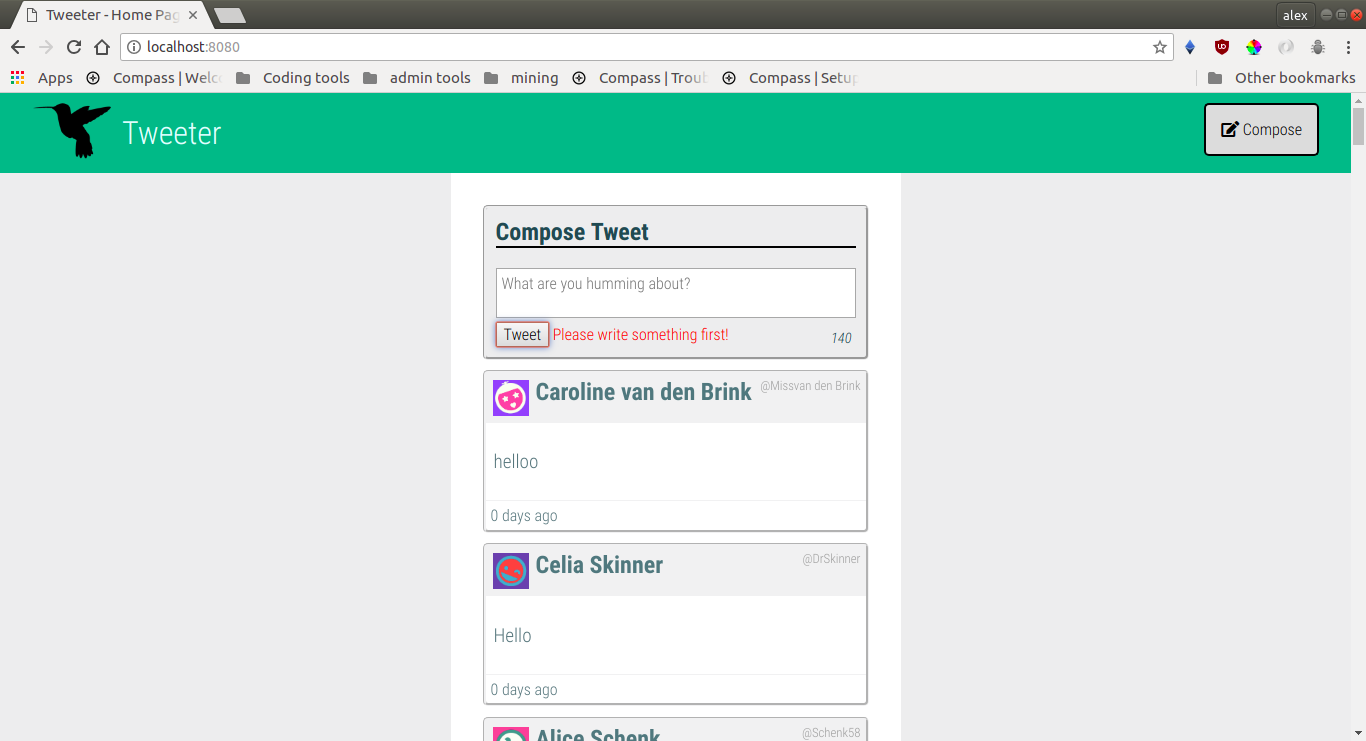 Tweeter - Home Pag
alex
localhost:8080
Apps Compass | Welc Coding tools admin tools mining Compass | Trout Compass | Setup Other bookmarks
Tweeter
Compose
Compose Tweet
What are you humming about?
Tweet Please write something first! 140
Caroline van den Brink @Missvan den Brink
helloo
0 days ago
Celia Skinner @DrSkinner
Hello
0 days ago
Alice Schenk @Schenk58